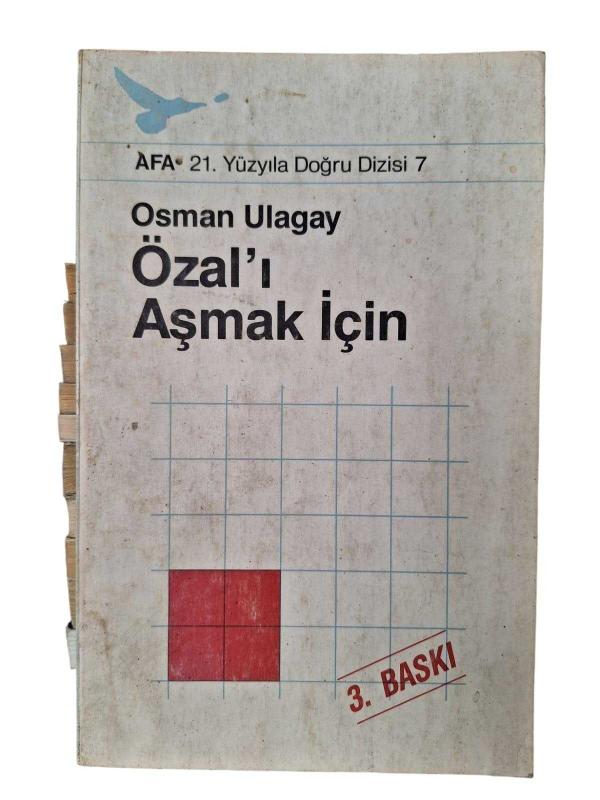 AFA 21. Yüzyıla Doğru Dizisi 7
Osman Ulagay
Özal'ı
Aşmak İçin
3. BASKI